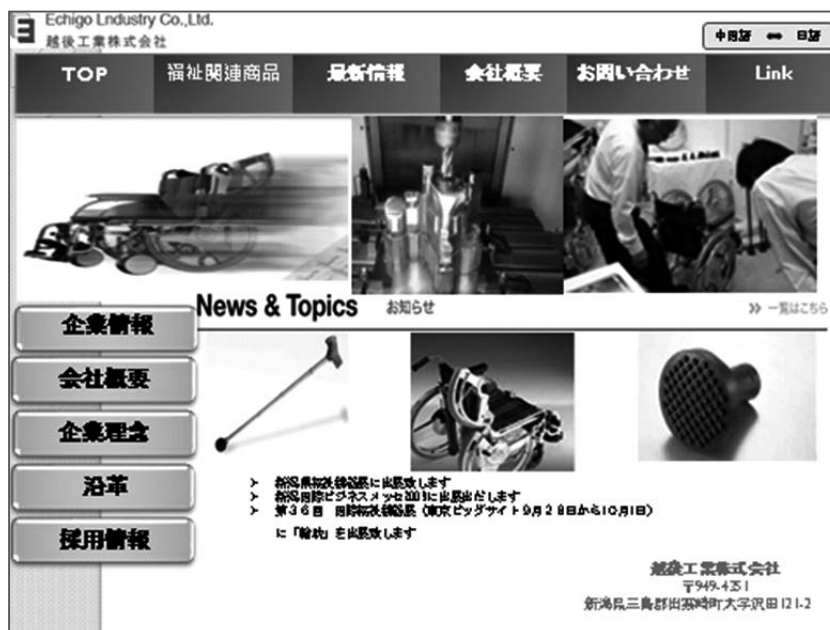 Echigo Lndustry Co.,Ltd.
越後工業株式会社
中国語 ⇔ 日語
TOP 福祉関連商品 最新情報 会社概要 お問い合わせ Link
News & Topics お知らせ >> 一覧はこちら
企業情報
会社概要
企業理念
沿革
採用情報
➢ 新潟県福祉機器展に出展致します
➢ 新潟国際ビジネスメッセ2009に出展出だします
➢ 第36回 国際福祉機器展(東京ビッグサイト9月29日から10月1日)
に「輪助」を出展致します
越後工業株式会社
〒949-4351
新潟県三島郡出雲崎町大字沢田121-2